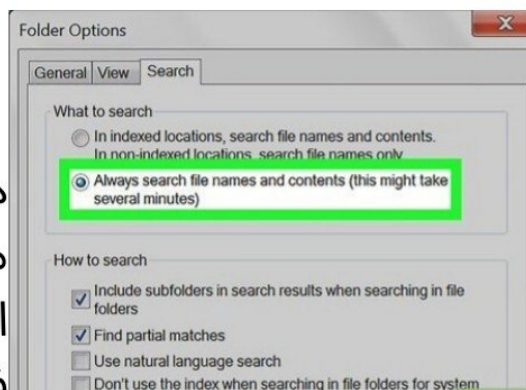 Folder Options
General View Search
What to search
In indexed locations, search file names and contents.
In non-indexed locations, search file names only
Always search file names and contents (this might take
several minutes)
How to search
Include subfolders in search results when searching in file
folders
Find partial matches
Use natural language search
Don't use the index when searching in file folders for system